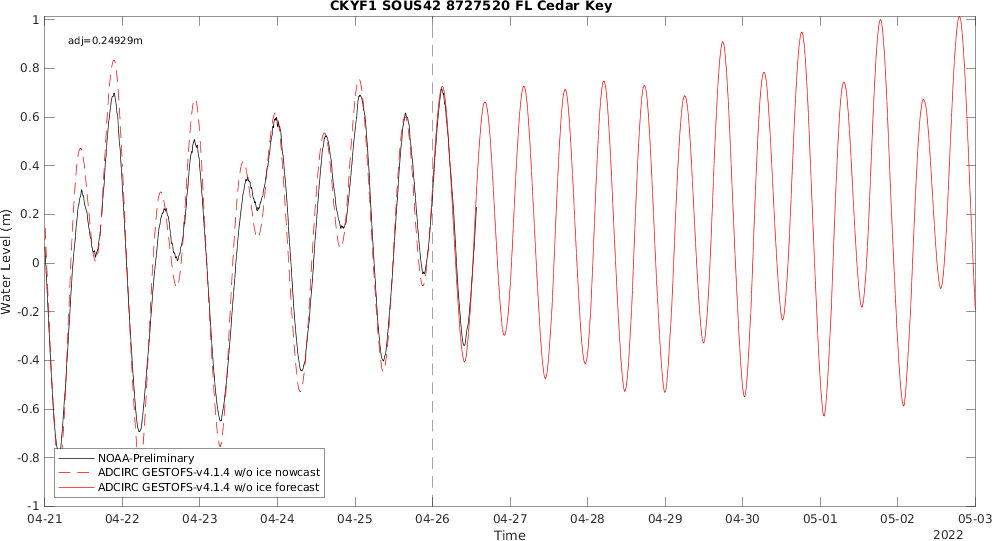 CKYF1 SOUS42 8727520 FL Cedar Key
adj=0.24929m
1
0.8
0.6
0.4
0.2
0
-0.2
-0.4
-0.6
-0.8
-1
Water Level (m)
NOAA-Preliminary
ADCIRC GESTOFS-v4.1.4 w/o ice nowcast
ADCIRC GESTOFS-v4.1.4 w/o ice forecast
04-21 04-22 04-23 04-24 04-25 04-26 04-27 04-28 04-29 04-30 05-01 05-02 05-03
Time
2022